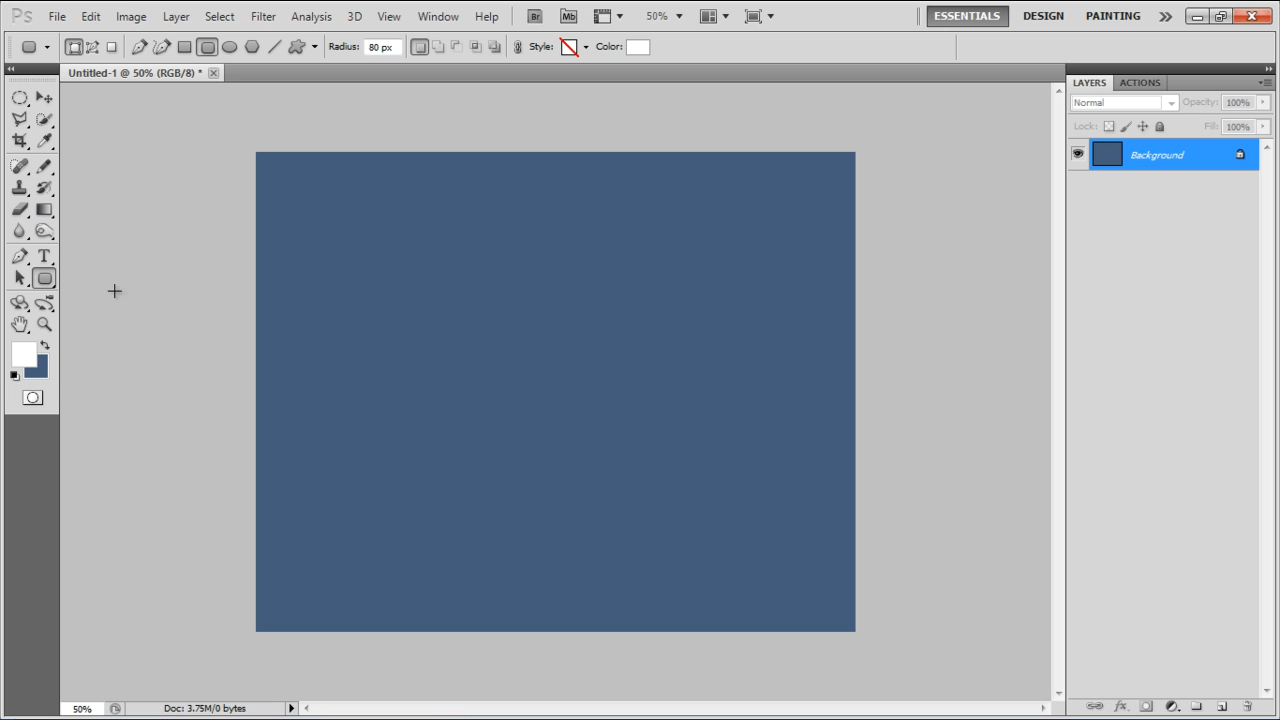 Ps File Edit Image Layer Select Filter Analysis 3D View Window Help Br Mb 50% ESSENTIALS DESIGN PAINTING
Radius: 80 px Style: Color:
Untitled-1 @ 50% (RGB/8) *
LAYERS ACTIONS
Normal Opacity: 100%
Lock: Fill: 100%
Background
T
50% Doc: 3.75M/0 bytes
fx